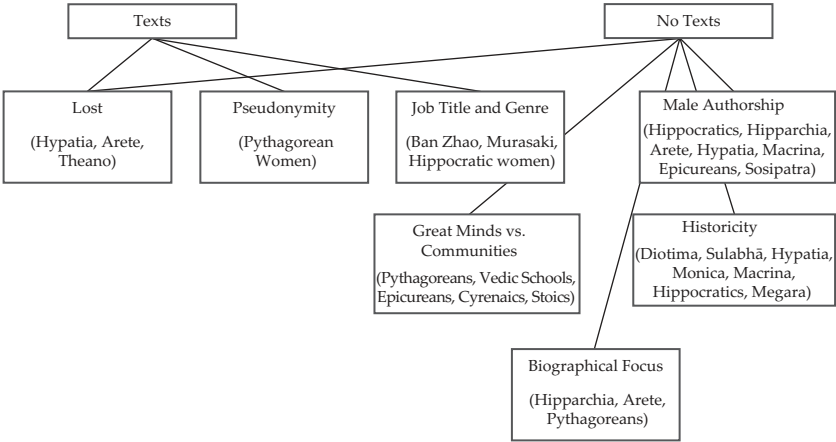 Texts
No Texts
Lost
(Hypatia, Arete,
Theano)
Pseudonymity
(Pythagorean
Women)
Job Title and Genre
(Ban Zhao, Murasaki,
Hippocratic women)
Male Authorship
(Hippocratics, Hipparchia,
Arete, Hypatia, Macrina,
Epicureans, Sosipatra)
Great Minds vs.
Communities
(Pythagoreans, Vedic Schools,
Epicureans, Cyrenaics, Stoics)
Historicity
(Diotima, Sulabhā, Hypatia,
Monica, Macrina,
Hippocratics, Megara)
Biographical Focus
(Hipparchia, Arete,
Pythagoreans)